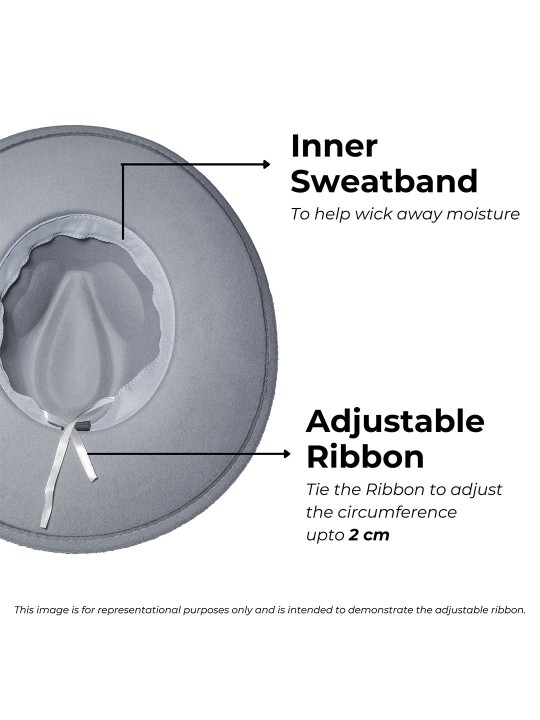 Inner
Sweatband
To help wick away moisture
Adjustable
Ribbon
Tie the Ribbon to adjust
the circumference
upto 2 cm
This image is for representational purposes only and is intended to demonstrate the adjustable ribbon.